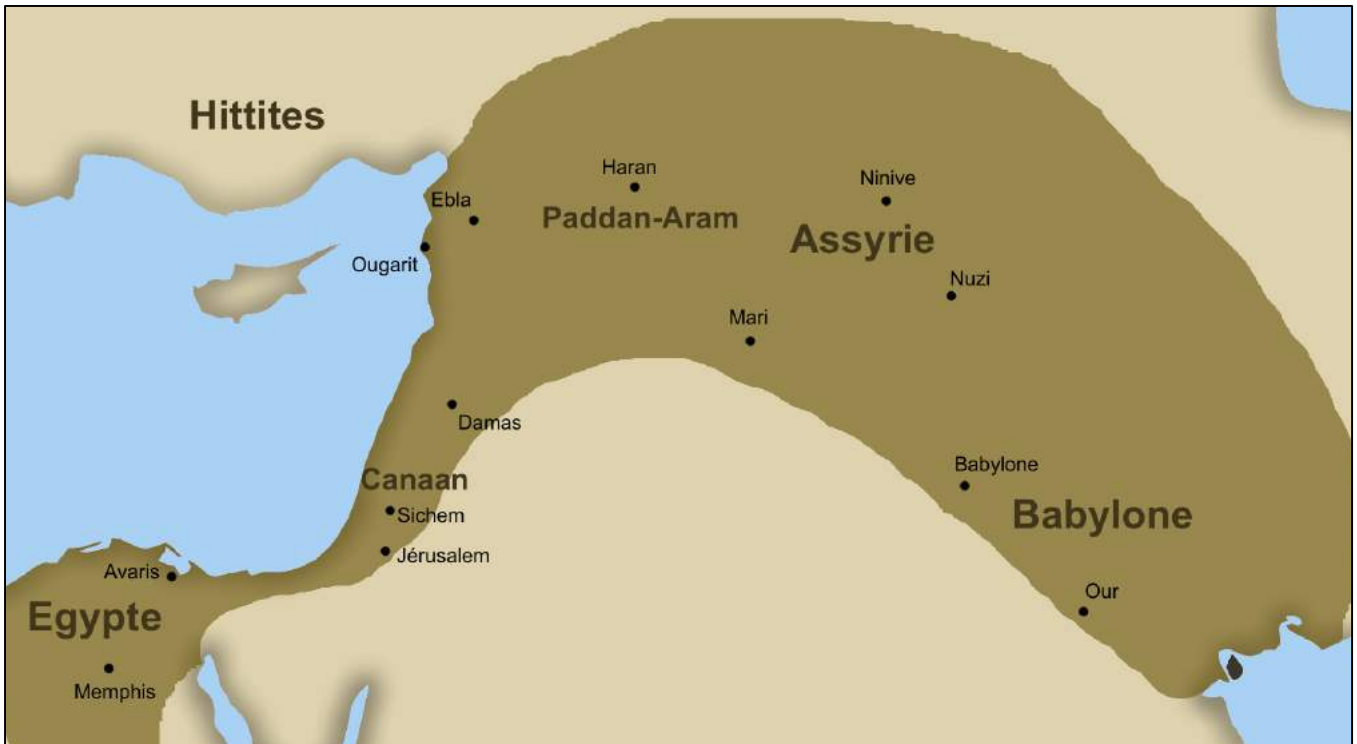 Hittites
Haran
Ninive
Ebla
Paddan-Aram
Assyrie
Ougarit
Nuzi
Mari
Damas
Babylone
Canaan
Sichem
Babylone
Jérusalem
Avaris
Our
Egypte
Memphis